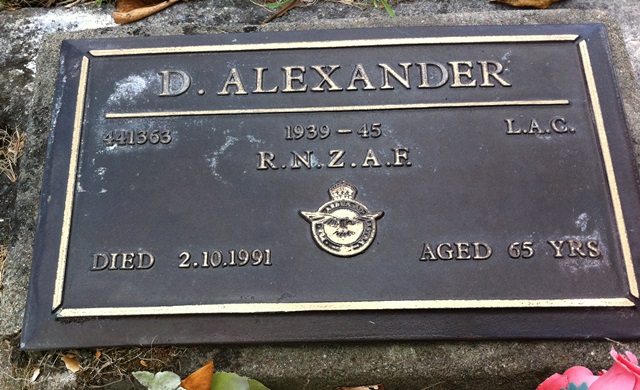 D. ALEXANDER
441363 1939 – 45 L.A.C.
R.N.Z.A.F.
DIED 2.10.1991 AGED 65 YRS